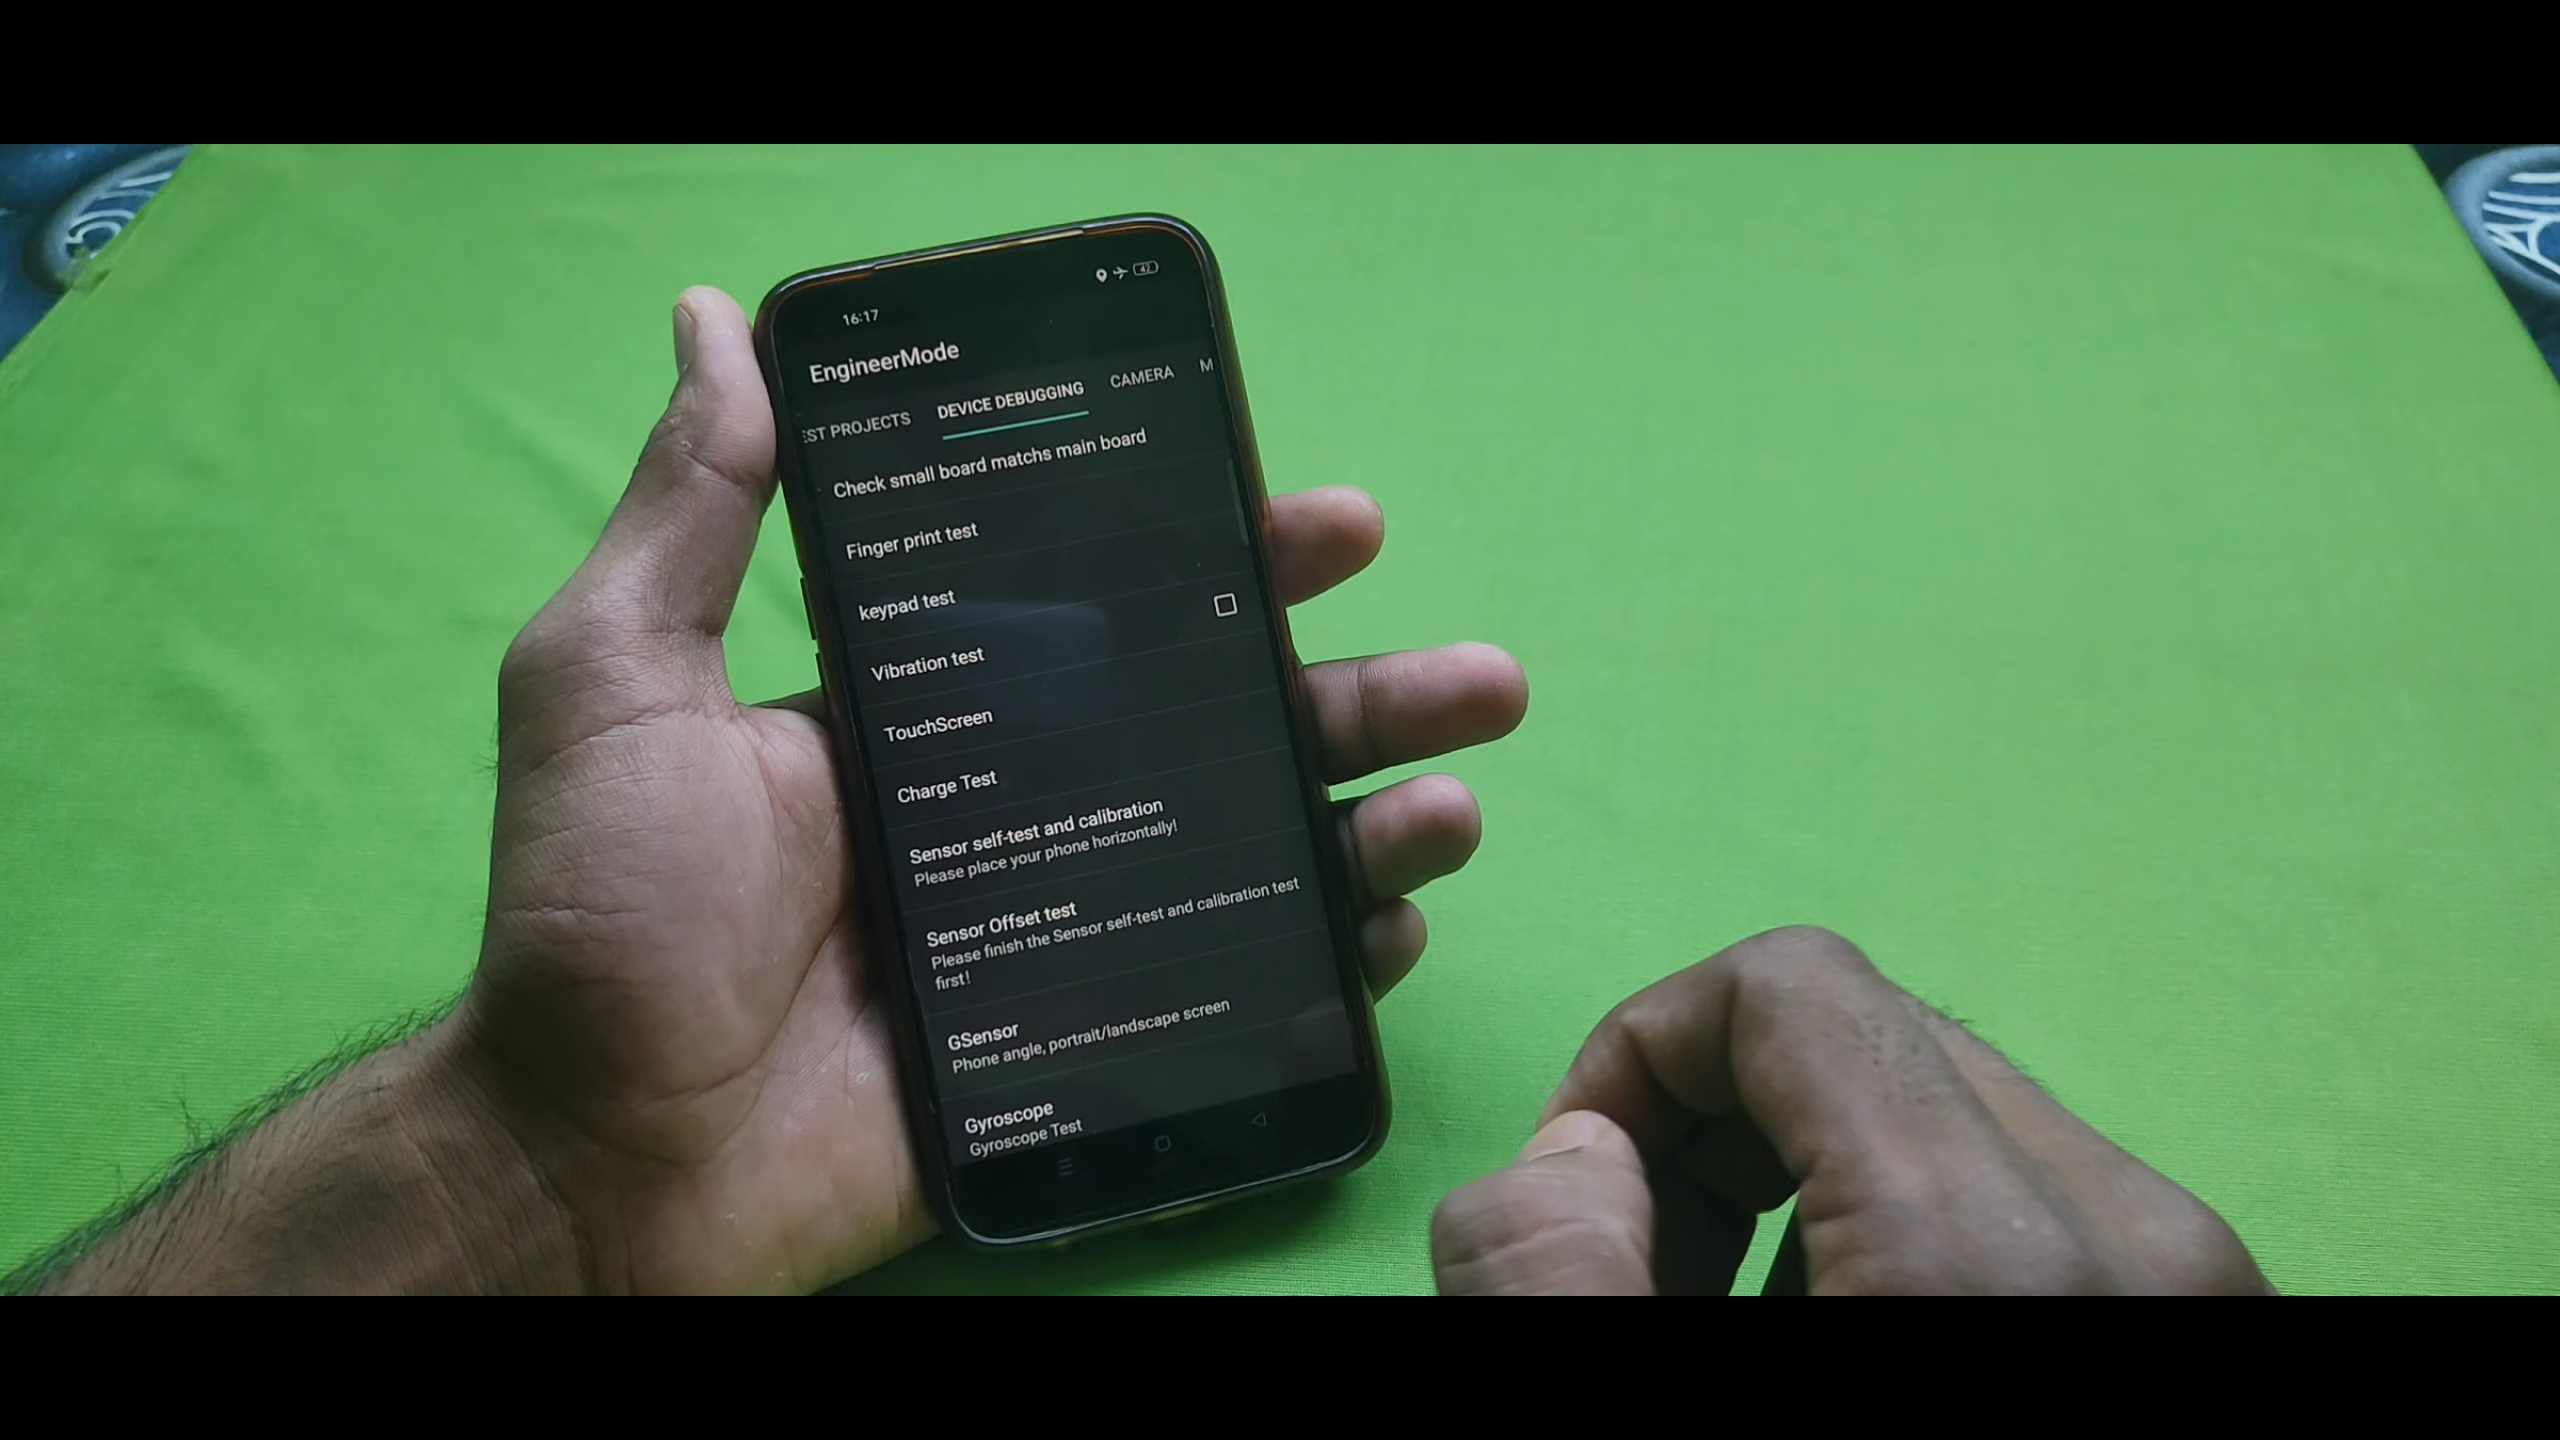 16:17
42
EngineerMode
EST PROJECTS DEVICE DEBUGGING CAMERA M
Check small board matchs main board
Finger print test
keypad test
Vibration test
TouchScreen
Charge Test
Sensor self-test and calibration
Please place your phone horizontally!
Sensor Offset test
Please finish the Sensor self-test and calibration test
first!
GSensor
Phone angle, portrait/landscape screen
Gyroscope
Gyroscope Test